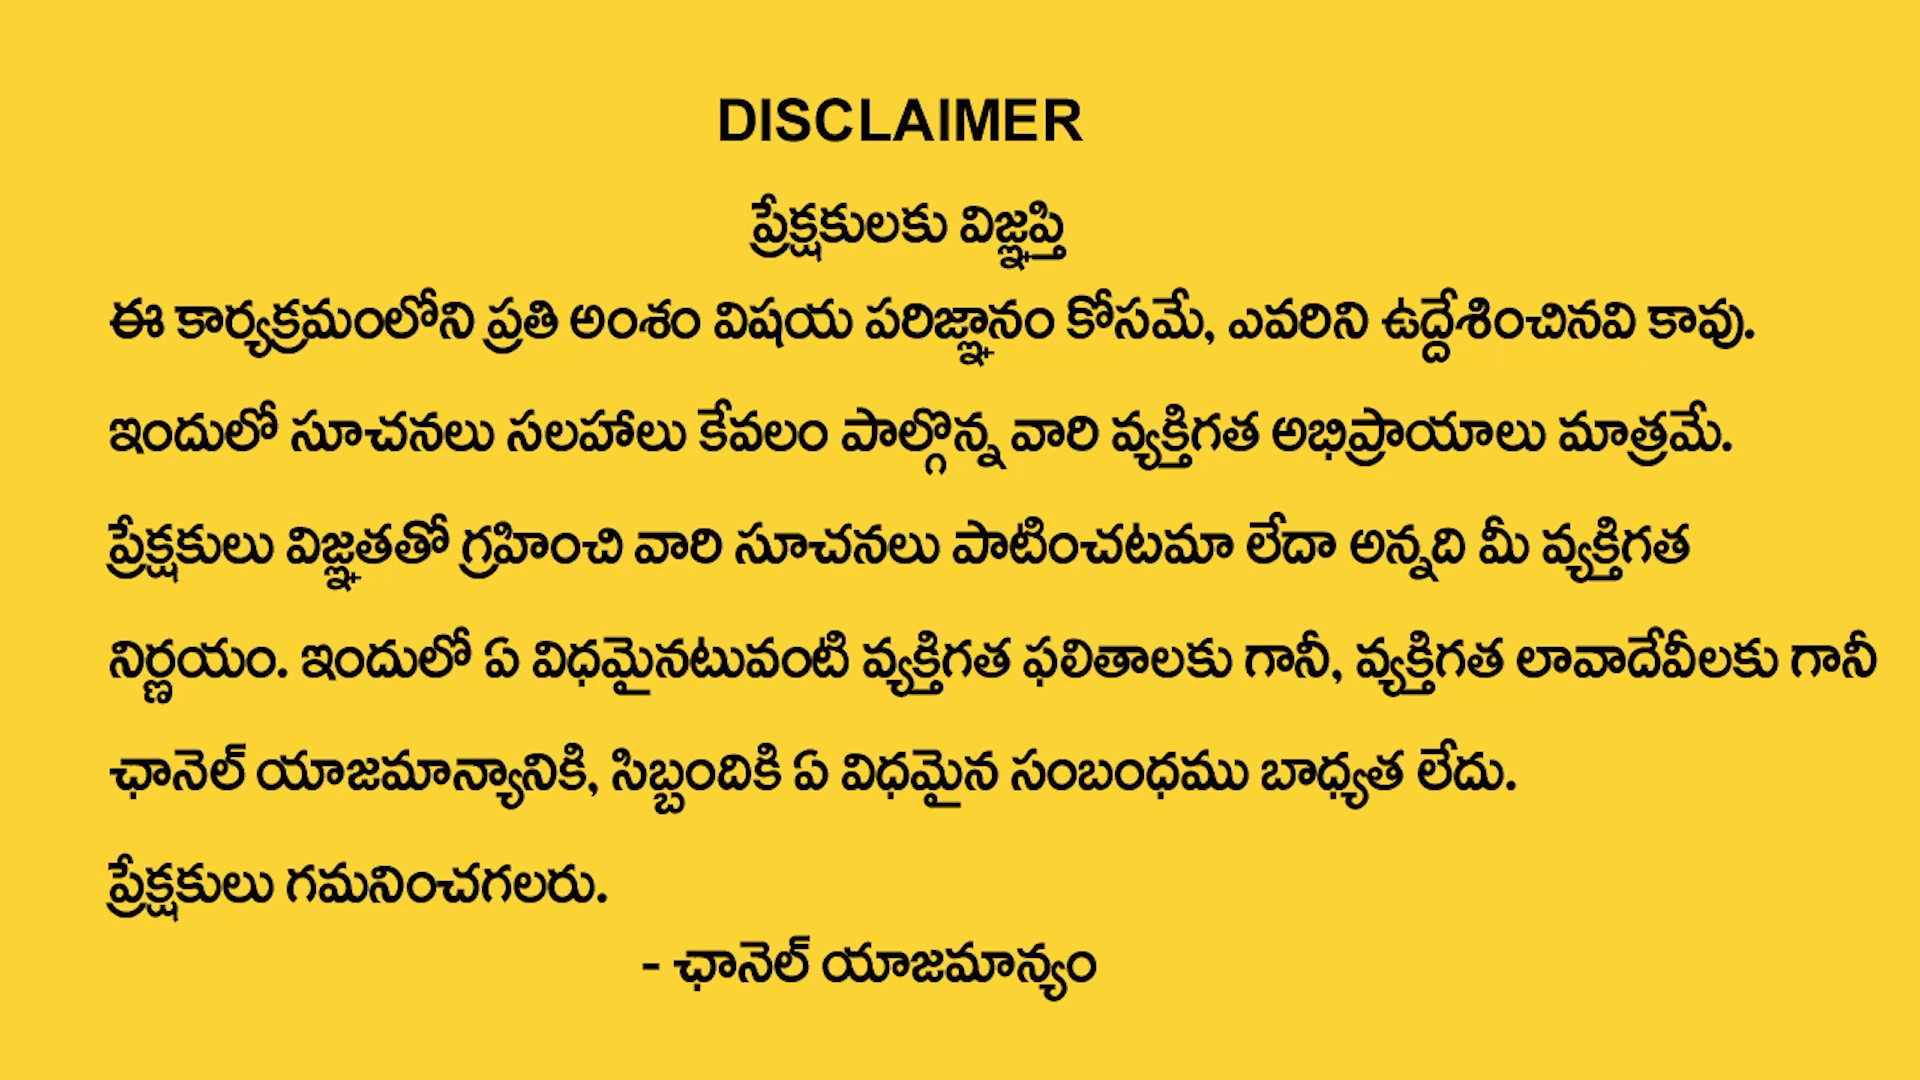 DISCLAIMER
ప్రేక్షకులకు విజ్ఞప్తి
ఈ కార్యక్రమంలోని ప్రతి అంశం విషయ పరిజ్ఞానం కోసమే, ఎవరిని ఉద్దేశించినవి కావు.
ఇందులో సూచనలు సలహాలు కేవలం పాల్గొన్న వారి వ్యక్తిగత అభిప్రాయాలు మాత్రమే.
ప్రేక్షకులు విజ్ఞతతో గ్రహించి వారి సూచనలు పాటించటమా లేదా అన్నది మీ వ్యక్తిగత
నిర్ణయం. ఇందులో ఏ విధమైనటువంటి వ్యక్తిగత ఫలితాలకు గానీ, వ్యక్తిగత లావాదేవీలకు గానీ
ఛానెల్ యాజమాన్యానికి, సిబ్బందికి ఏ విధమైన సంబంధము బాధ్యత లేదు.
ప్రేక్షకులు గమనించగలరు.
- ఛానెల్ యాజమాన్యం